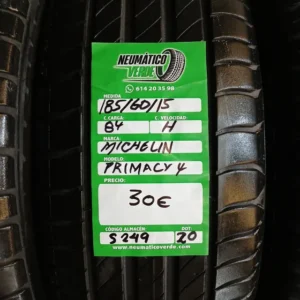 NEUMÁTICO
VERDE
614 20 35 98
MEDIDA
185/60/15
C.CARGA: C. VELOCIDAD:
84 H
MARCA:
MICHELIN
MODELO:
PRIMACY 4
PRECIO:
30€
CÓDIGO ALMACÉN
S 249 20
www.neumaticoverde.com